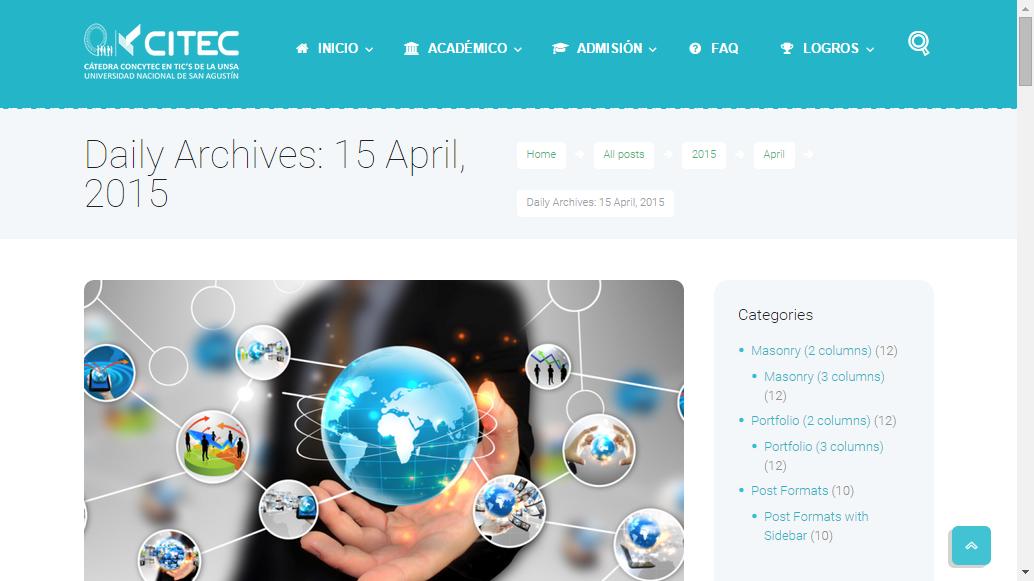 CITEC
CÁTEDRA CONCYTEC EN TIC'S DE LA UNSA
UNIVERSIDAD NACIONAL DE SAN AGUSTÍN
INICIO
ACADÉMICO
ADMISIÓN
FAQ
LOGROS
Daily Archives: 15 April,
2015
Home
All posts
2015
April
Daily Archives: 15 April, 2015
Categories
Masonry (2 columns) (12)
Masonry (3 columns)
(12)
Portfolio (2 columns) (12)
Portfolio (3 columns)
(12)
Post Formats (10)
Post Formats with
Sidebar (10)